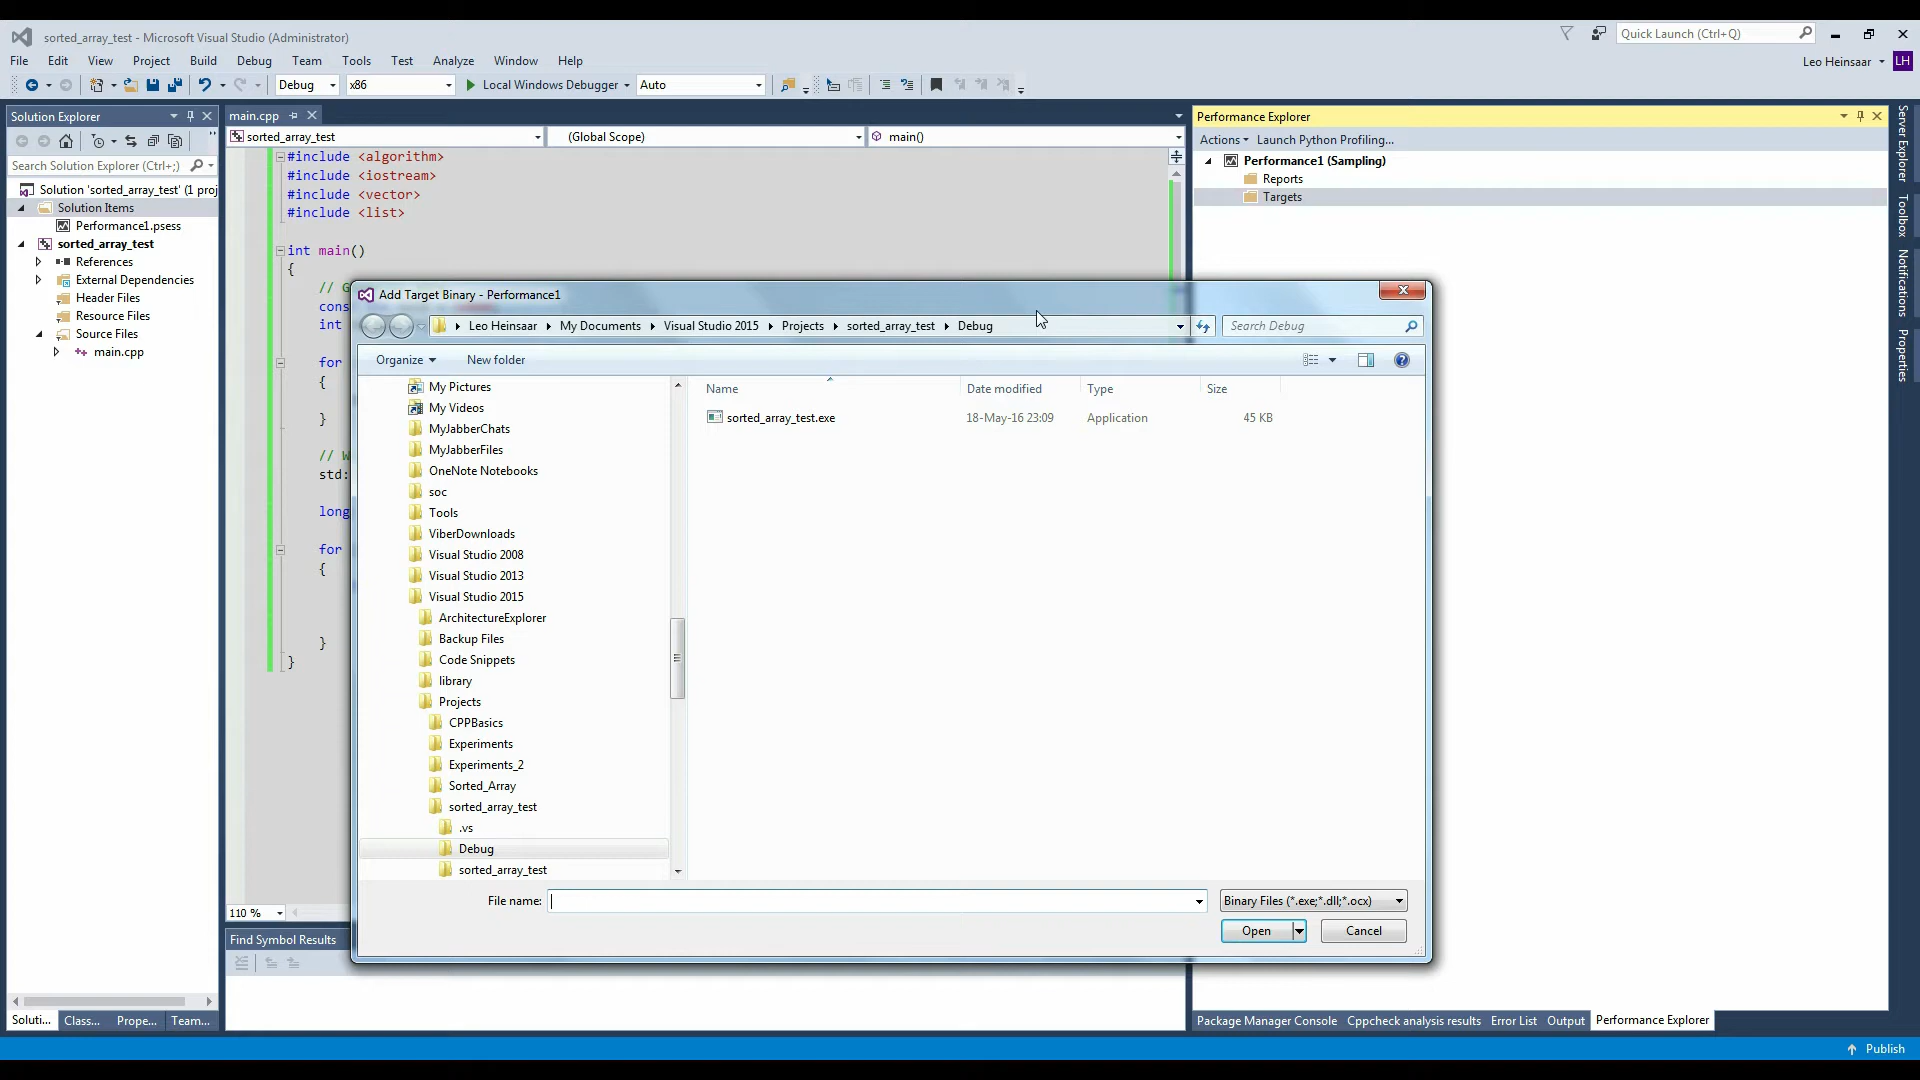 sorted_array_test - Microsoft Visual Studio (Administrator)
Quick Launch (Ctrl+Q)
File Edit View Project Build Debug Team Tools Test Analyze Window Help
Leo Heinsaar
LH
Debug
x86
Local Windows Debugger
Auto
Solution Explorer
Search Solution Explorer (Ctrl+;)
Solution 'sorted_array_test' (1 proj
Solution Items
Performance1.psess
sorted_array_test
References
External Dependencies
Header Files
Resource Files
Source Files
main.cpp
main.cpp
sorted_array_test
(Global Scope)
main()
#include <algorithm>
#include <iostream>
#include <vector>
#include <list>
int main()
{
// G
cons
int
for
{
}
// W
std:
long
for
{
}
}
110 %
Find Symbol Results
Soluti...
Class...
Prope...
Team...
Add Target Binary - Performance1
Leo Heinsaar
My Documents
Visual Studio 2015
Projects
sorted_array_test
Debug
Search Debug
Organize
New folder
My Pictures
My Videos
MyJabberChats
MyJabberFiles
OneNote Notebooks
soc
Tools
ViberDownloads
Visual Studio 2008
Visual Studio 2013
Visual Studio 2015
ArchitectureExplorer
Backup Files
Code Snippets
library
Projects
CPPBasics
Experiments
Experiments_2
Sorted_Array
sorted_array_test
.vs
Debug
sorted_array_test
Name Date modified Type Size
sorted_array_test.exe 18-May-16 23:09 Application 45 KB
File name:
Binary Files (*.exe;*.dll;*.ocx)
Open
Cancel
Performance Explorer
Actions
Launch Python Profiling...
Performance1 (Sampling)
Reports
Targets
Server Explorer
Toolbox
Notifications
Properties
Package Manager Console
Cppcheck analysis results
Error List
Output
Performance Explorer
Publish